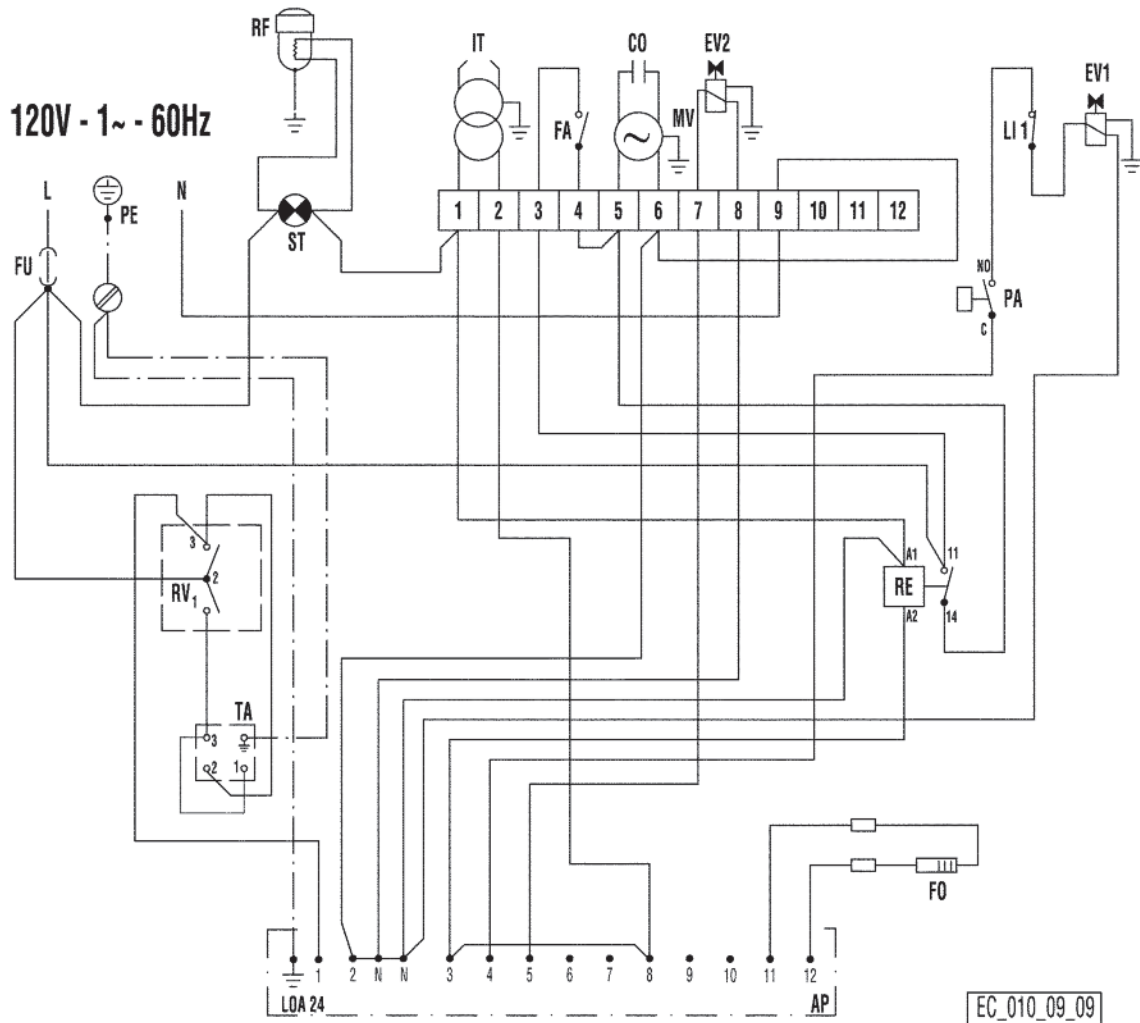 RF
IT
CO
EV2
EV1
120V - 1~ - 60Hz
FA
MV
~
LI 1
L
PE
N
ST
1 2 3 4 5 6 7 8 9 10 11 12
FU
NO
PA
C
3
2
RV
1
A1
11
RE
A2
14
TA
3
2
1
FO
1 2 N N 3 4 5 6 7 8 9 10 11 12
LOA 24
AP
EC_010_09_09